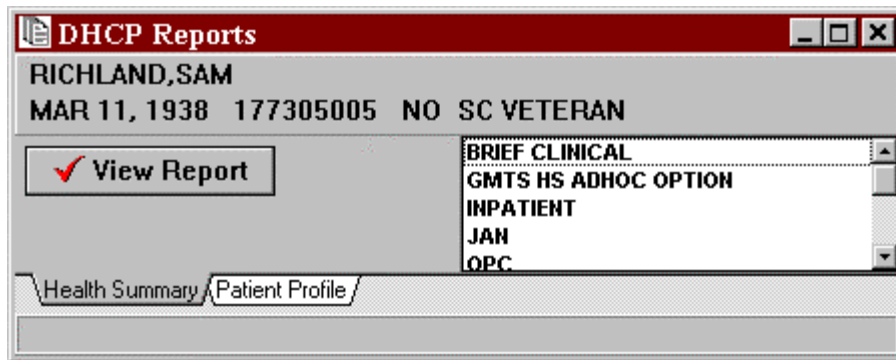 DHCP Reports
RICHLAND,SAM
MAR 11, 1938 177305005 NO SC VETERAN
View Report
BRIEF CLINICAL
GMTS HS ADHOC OPTION
INPATIENT
JAN
OPC
Health Summary
Patient Profile